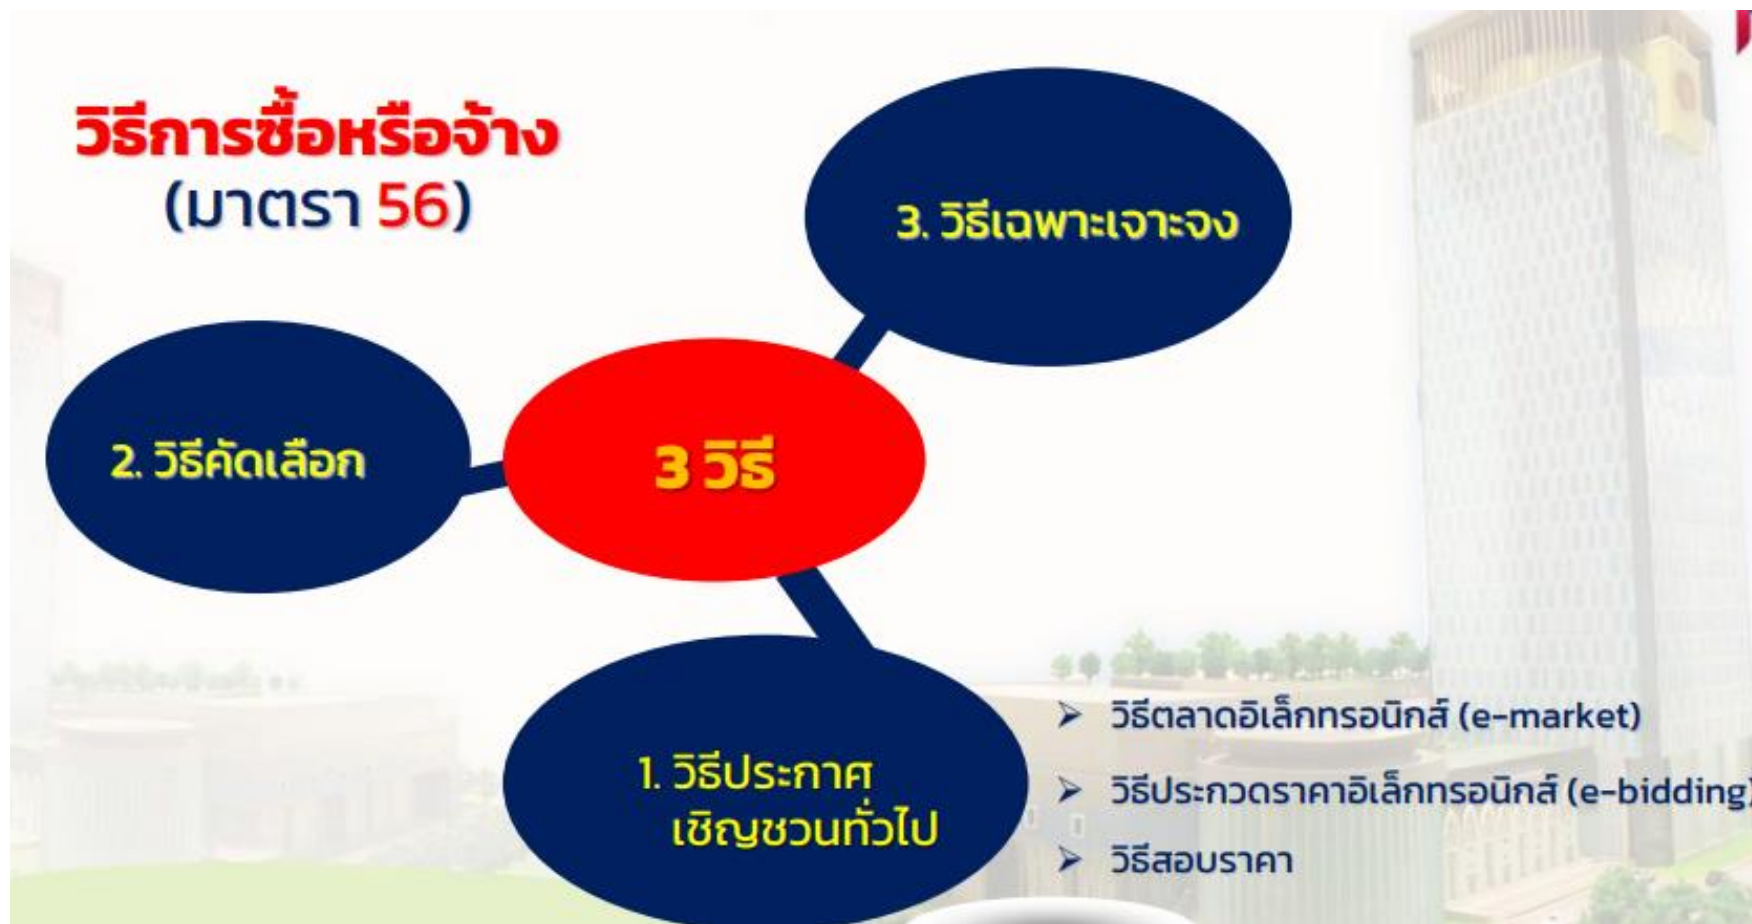 วิธีการซื้อหรือจ้าง
(มาตรา 56)
3. วิธีเฉพาะเจาะจง
2. วิธีคัดเลือก
3 วิธี
1. วิธีประกาศ
เชิญชวนทั่วไป
➢ วิธีตลาดอิเล็กทรอนิกส์ (e-market)
➢ วิธีประกวดราคาอิเล็กทรอนิกส์ (e-bidding)
➢ วิธีสอบราคา